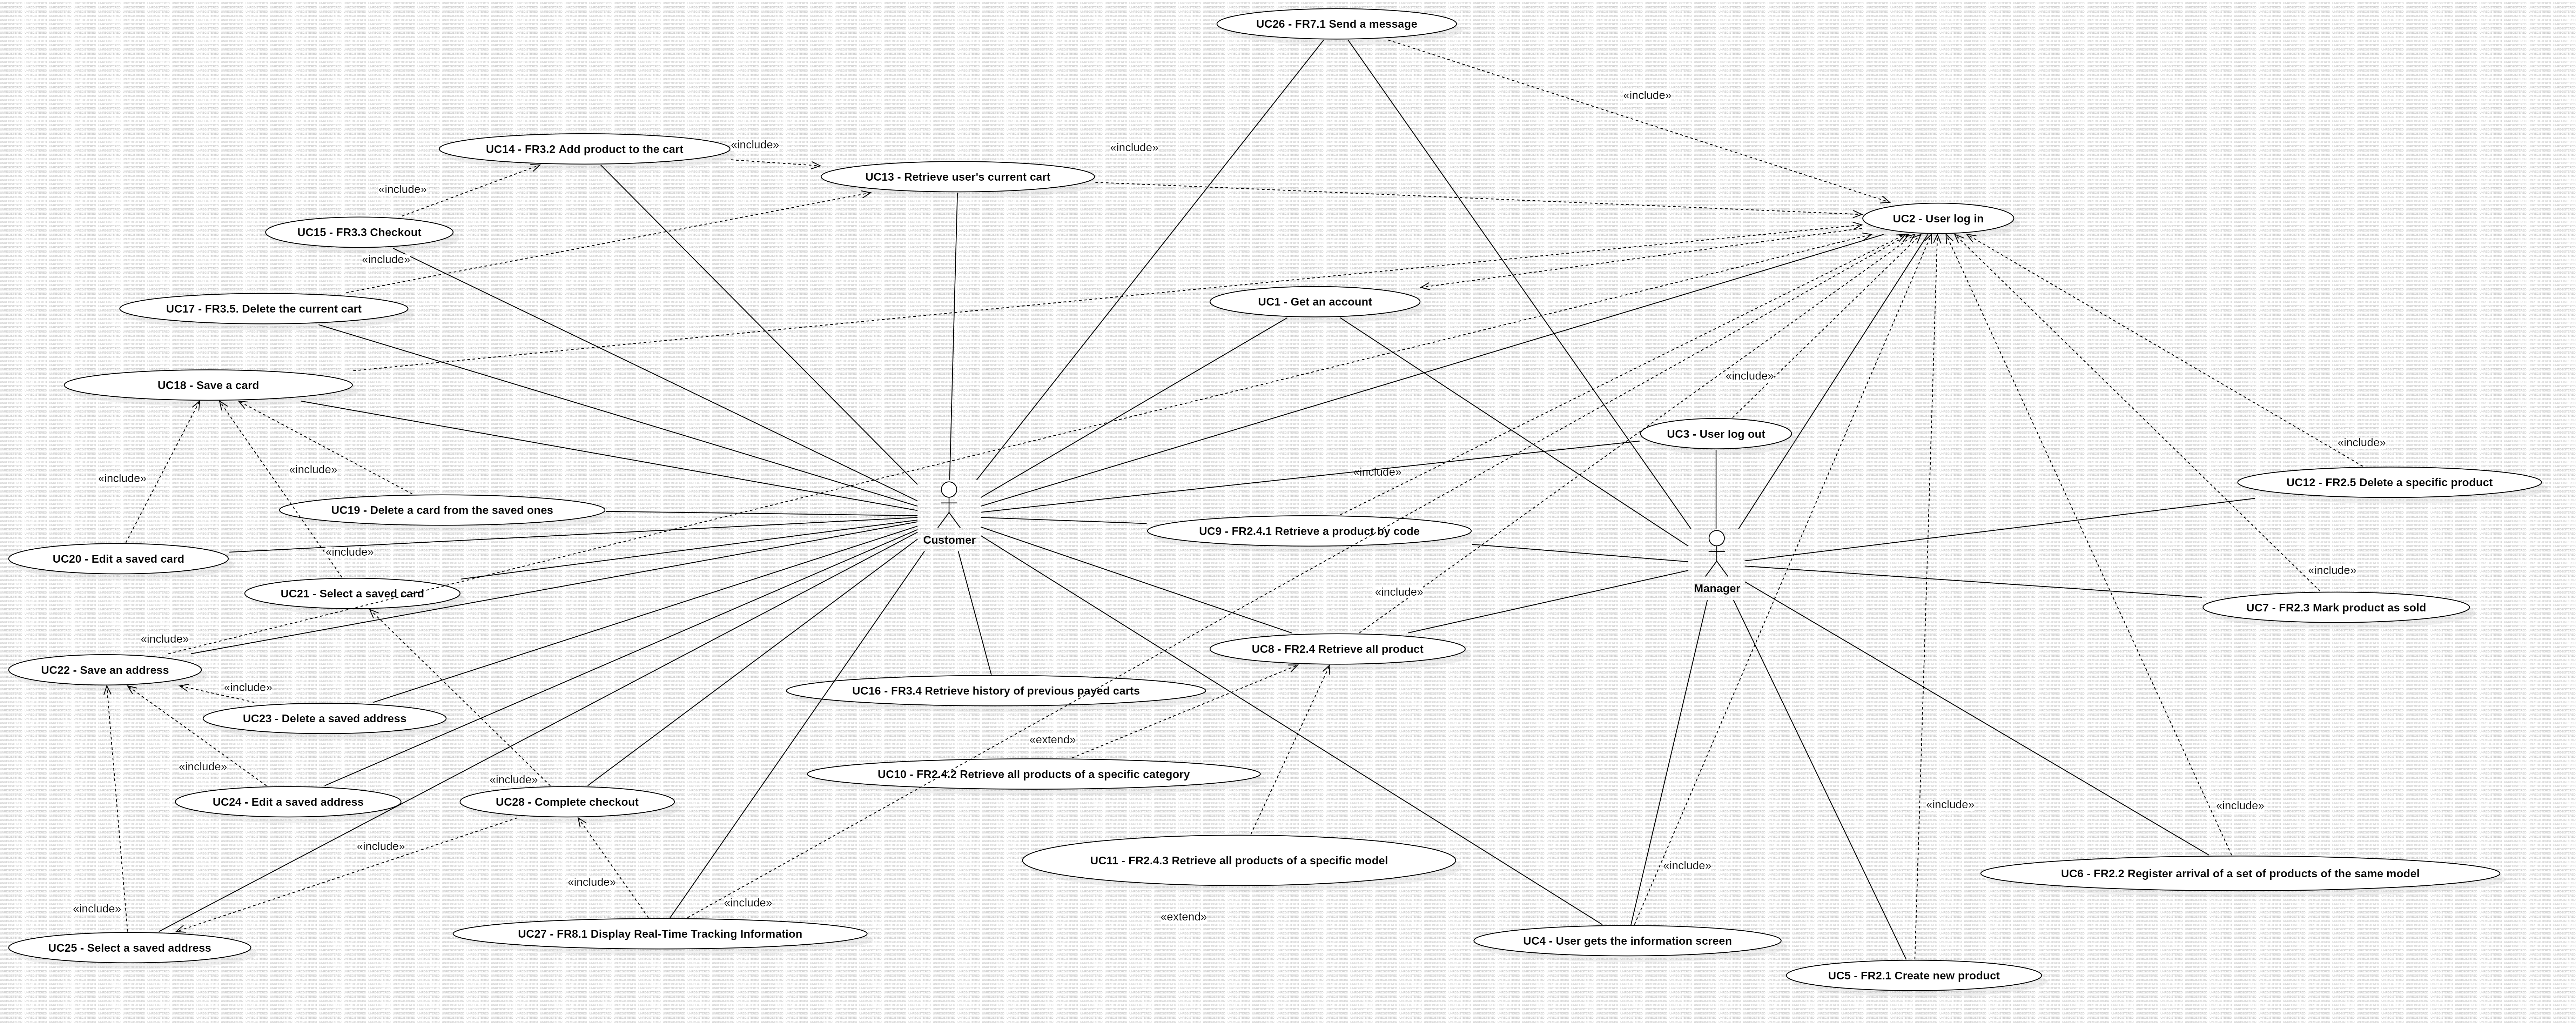 UC26 - FR7.1 Send a message
«include»
UC14 - FR3.2 Add product to the cart
«include»
«include»
UC13 - Retrieve user's current cart
«include»
UC2 - User log in
UC15 - FR3.3 Checkout
«include»
UC17 - FR3.5. Delete the current cart
UC1 - Get an account
UC18 - Save a card
«include»
UC3 - User log out
«include»
«include»
«include»
«include»
UC12 - FR2.5 Delete a specific product
UC19 - Delete a card from the saved ones
UC9 - FR2.4.1 Retrieve a product by code
Customer
UC20 - Edit a saved card
«include»
«include»
Manager
UC21 - Select a saved card
«include»
UC7 - FR2.3 Mark product as sold
«include»
UC8 - FR2.4 Retrieve all product
UC22 - Save an address
«include»
UC16 - FR3.4 Retrieve history of previous payed carts
UC23 - Delete a saved address
«extend»
«include»
UC10 - FR2.4.2 Retrieve all products of a specific category
«include»
UC24 - Edit a saved address
UC28 - Complete checkout
«include»
«include»
«include»
UC11 - FR2.4.3 Retrieve all products of a specific model
«include»
UC6 - FR2.2 Register arrival of a set of products of the same model
«include»
«include»
«include»
«extend»
UC27 - FR8.1 Display Real-Time Tracking Information
UC4 - User gets the information screen
UC25 - Select a saved address
UC5 - FR2.1 Create new product